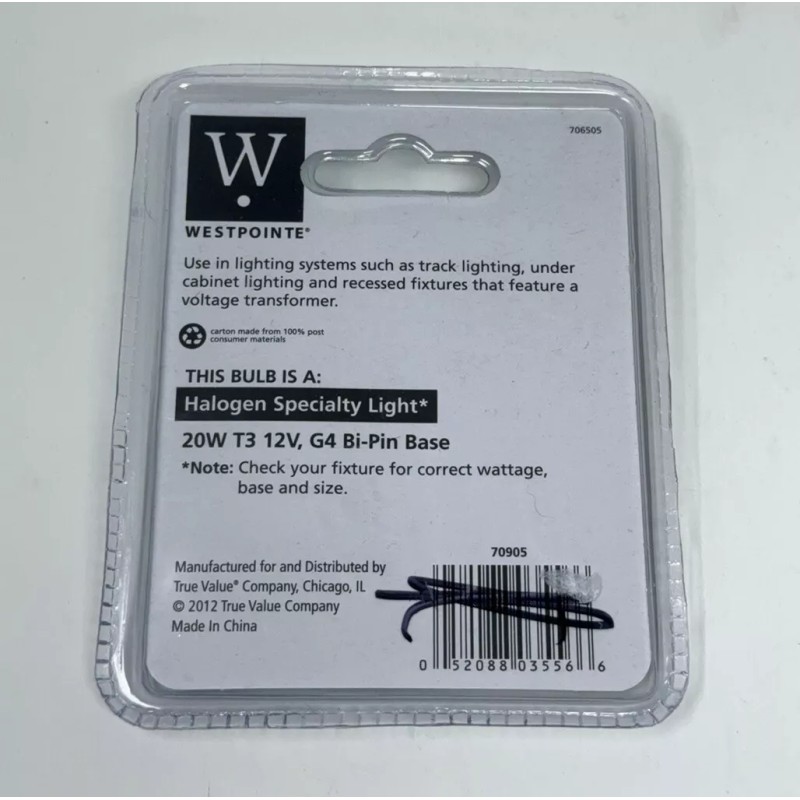 706505
W
WESTPOINTE®
Use in lighting systems such as track lighting, under
cabinet lighting and recessed fixtures that feature a
voltage transformer.
carton made from 100% post
consumer materials
THIS BULB IS A:
Halogen Specialty Light*
20W T3 12V, G4 Bi-Pin Base
*Note: Check your fixture for correct wattage,
base and size.
Manufactured for and Distributed by
True Value® Company, Chicago, IL
© 2012 True Value Company
Made In China
70905
0 52088 03556 6